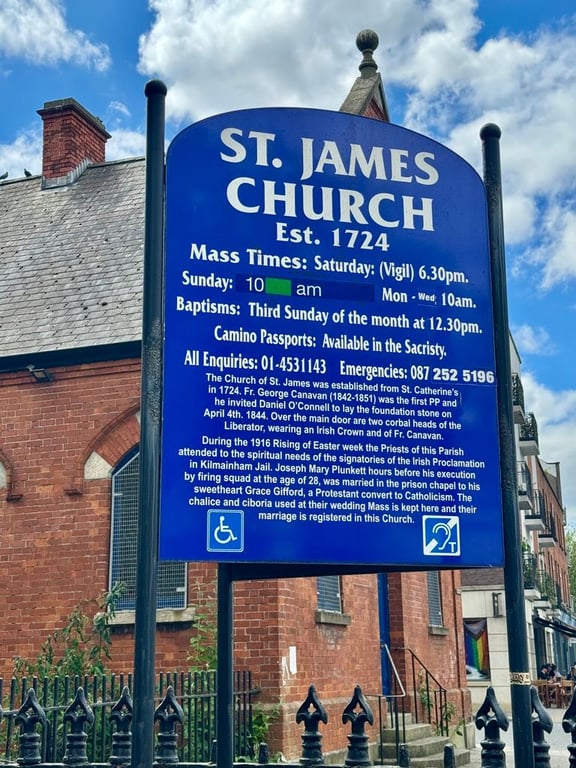 ST. JAMES
CHURCH
Est. 1724
Mass Times: Saturday: (Vigil) 6.30pm.
Sunday: 10 am Mon - Wed 10am.
Baptisms: Third Sunday of the month at 12.30pm.
Camino Passports: Available in the Sacristy.
All Enquiries: 01-4531143 Emergencies: 087 252 5196
The Church of St. James was established from St. Catherine's
in 1724. Fr. George Canavan (1842-1851) was the first PP and
he invited Daniel O'Connell to lay the foundation stone on
April 4th. 1844. Over the main door are two corbal heads of the
Liberator, wearing an Irish Crown and of Fr. Canavan.
During the 1916 Rising of Easter week the Priests of this Parish
attended to the spiritual needs of the signatories of the Irish Proclamation
in Kilmainham Jail. Joseph Mary Plunkett hours before his execution
by firing squad at the age of 28, was married in the prison chapel to his
sweetheart Grace Gifford, a Protestant convert to Catholicism. The
chalice and ciboria used at their wedding Mass is kept here and their
marriage is registered in this Church.
T